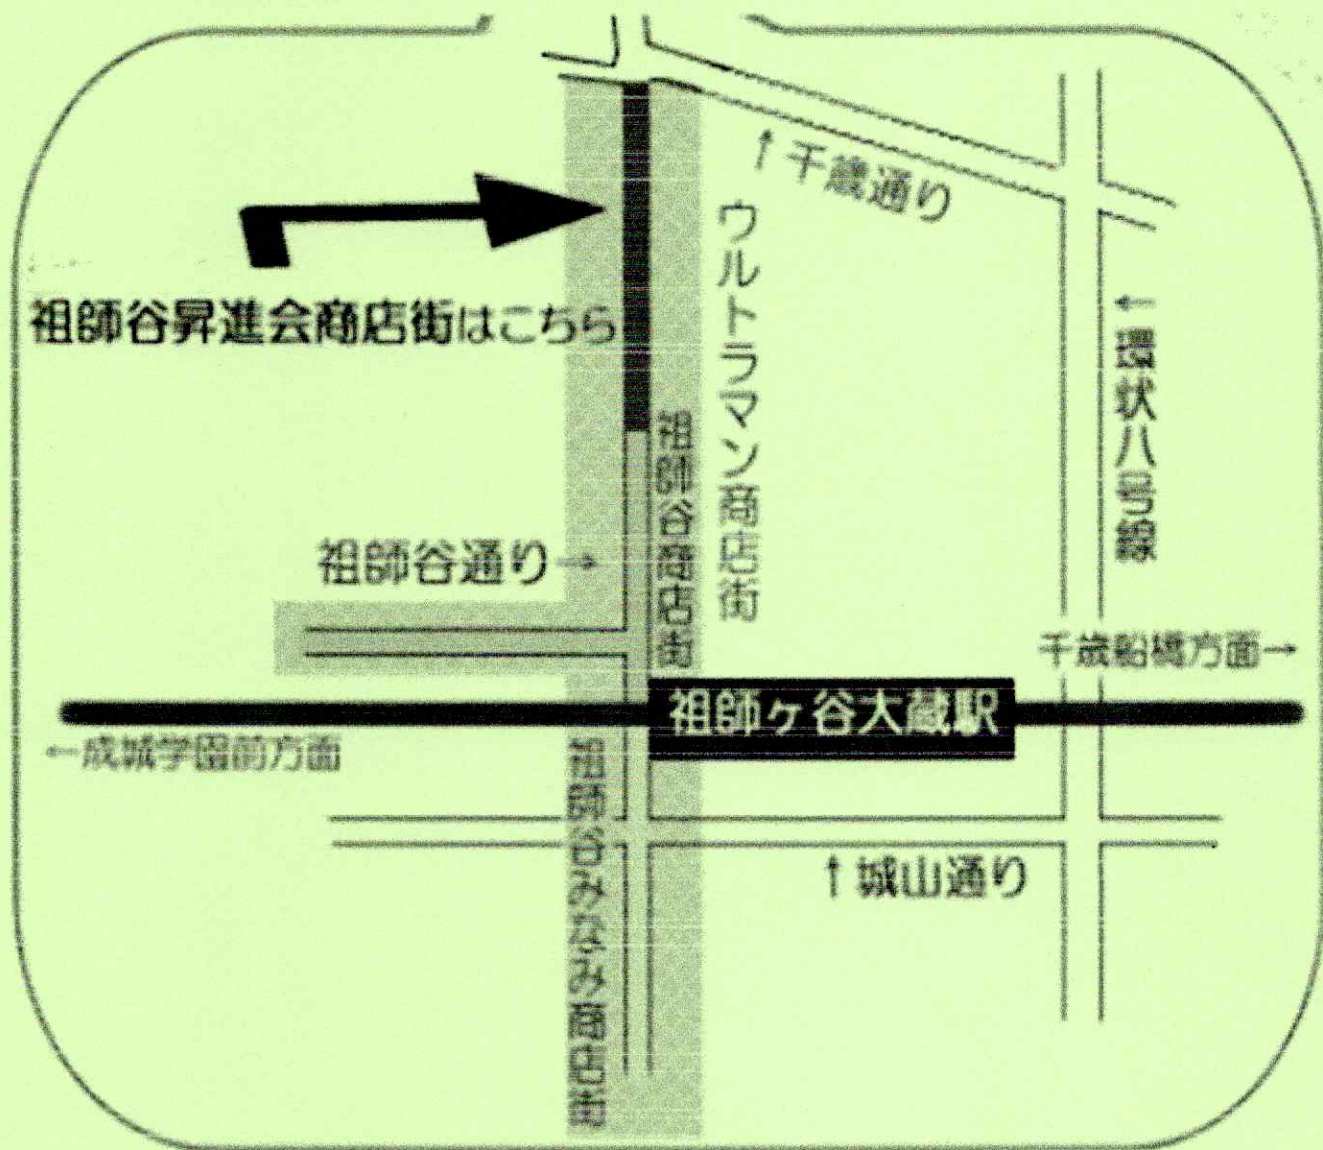 ↑千歳通り
ウルトラマン商店街
祖師谷昇進会商店街はこちら
←環状八号線
祖師谷商店街
祖師谷通り→
千歳船橋方面→
祖師ヶ谷大蔵駅
←成城学園前方面
祖師谷みなみ商店街
↑城山通り